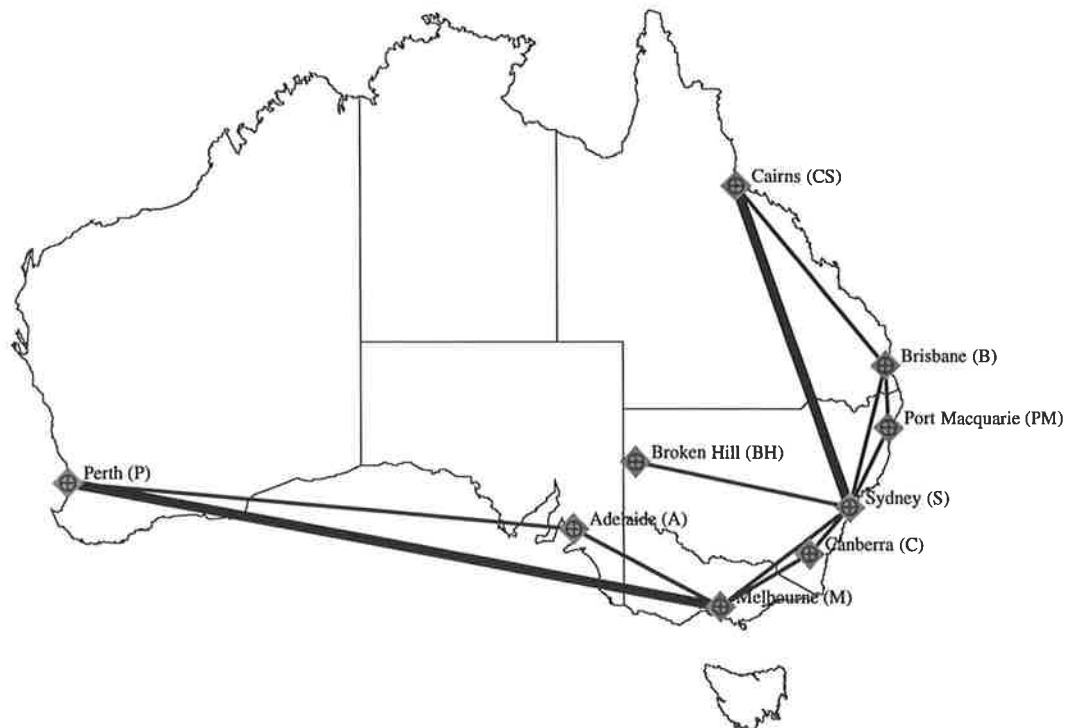 Cairns (CS)
Brisbane (B)
Port Macquarie (PM)
Broken Hill (BH)
Perth (P)
Sydney (S)
Adelaide (A)
Canberra (C)
Melbourne (M)